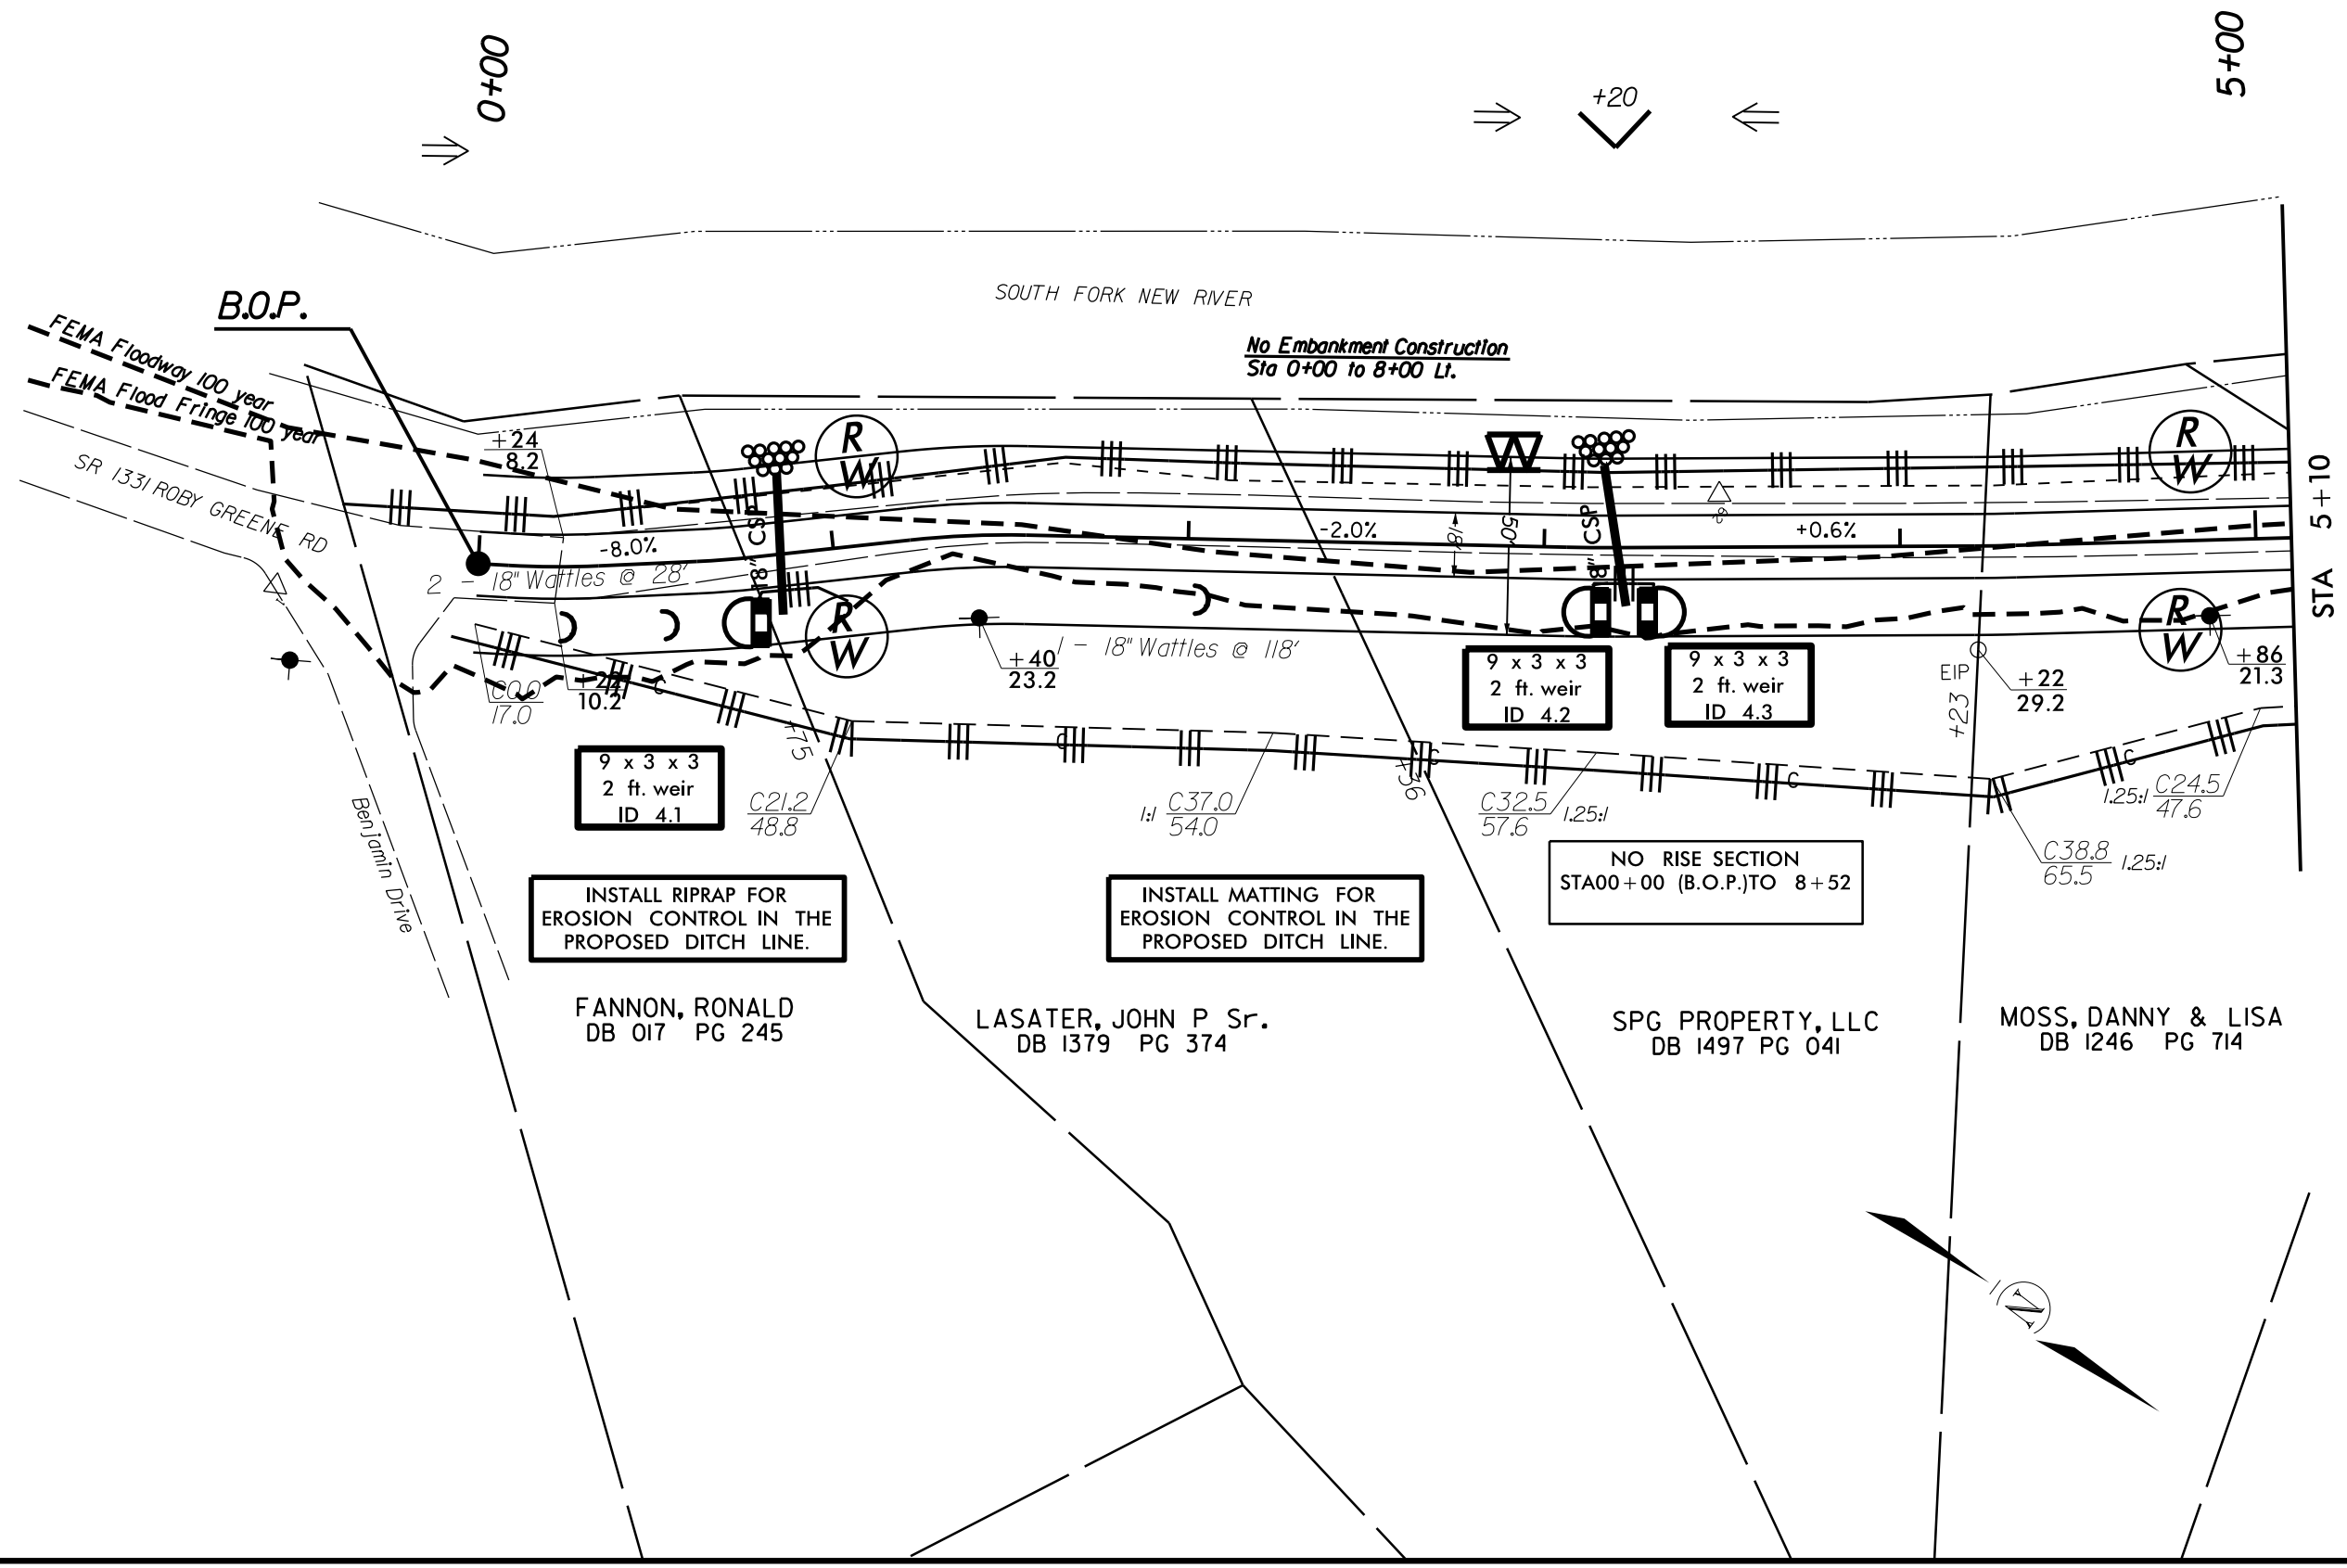 0+00
5+00
+20
SOUTH FORK NEW RIVER
B.O.P.
FEMA Floodway 100 year
FEMA Flood Fringe 100 year
No Embankment Construction
Sta 0+00 to 8+00 Lt.
SR 1331 ROBY GREENE RD
+24
8.2
R
W
R
W
-8.0%
18" CSP
-2.0%
18'
50'
18" CSP
+0.6%
STA 5+10
2 - 18" Wattles @ 28'
R
W
R
W
1 - 18" Wattles @ 118'
+40
23.2
C0.0
17.0
+22
10.2
C
9 x 3 x 3
2 ft. weir
ID 4.2
9 x 3 x 3
2 ft. weir
ID 4.3
EIP
+23
+22
29.2
+86
21.3
9 x 3 x 3
2 ft. weir
ID 4.1
+75
C
C
C
C
+56
C21.2
48.8
1:1
C37.0
54.0
C32.5
57.6
1.25:1
1.25:1
C24.5
47.6
C38.8
65.5
1.25:1
Benjamin Drive
INSTALL RIPRAP FOR
EROSION CONTROL IN THE
PROPOSED DITCH LINE.
INSTALL MATTING FOR
EROSION CONTROL IN THE
PROPOSED DITCH LINE.
NO RISE SECTION
STA00+00 (B.O.P.)TO 8+52
FANNON, RONALD
DB 017 PG 245
LASATER, JOHN P Sr.
DB 1379 PG 374
SPG PROPERTY, LLC
DB 1497 PG 041
MOSS, DANNY & LISA
DB 1246 PG 714
N